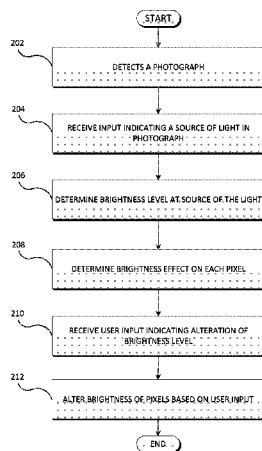 START
202
DETECTS A PHOTOGRAPH
204
RECEIVE INPUT INDICATING A SOURCE OF LIGHT IN
PHOTOGRAPH
206
DETERMINE BRIGHTNESS LEVEL AT SOURCE OF THE LIGHT
208
DETERMINE BRIGHTNESS EFFECT ON EACH PIXEL
210
RECEIVE USER INPUT INDICATING ALTERATION OF
BRIGHTNESS LEVEL
212
ALTER BRIGHTNESS OF PIXELS BASED ON USER INPUT
END